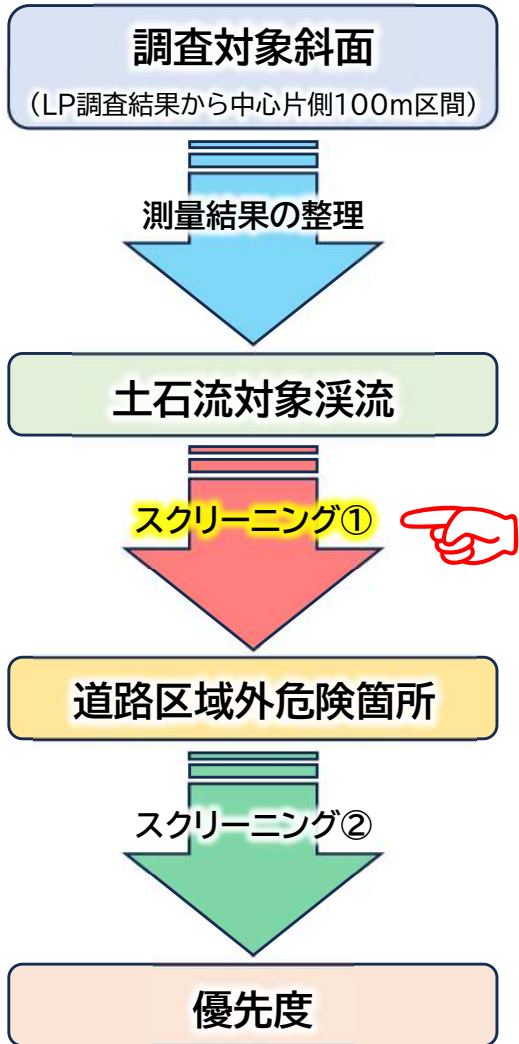 調査対象斜面
（LP調査結果から中心片側100m区間）
測量結果の整理
土石流対象渓流
スクリーニング①
道路区域外危険箇所
スクリーニング②
優先度